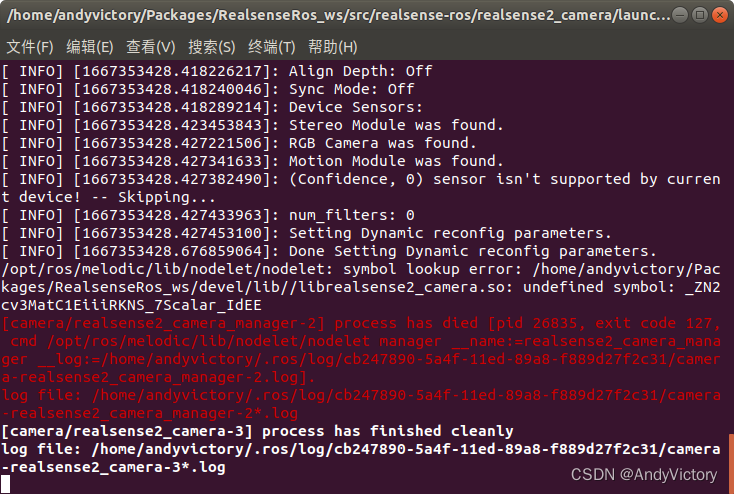 /home/andyvictory/Packages/RealsenseRos_ws/src/realsense-ros/realsense2_camera/launc...
文件(F) 编辑(E) 查看(V) 搜索(S) 终端(T) 帮助(H)
[ INFO] [1667353428.418226217]: Align Depth: Off
[ INFO] [1667353428.418240046]: Sync Mode: Off
[ INFO] [1667353428.418289214]: Device Sensors:
[ INFO] [1667353428.423453843]: Stereo Module was found.
[ INFO] [1667353428.427221506]: RGB Camera was found.
[ INFO] [1667353428.427341633]: Motion Module was found.
[ INFO] [1667353428.427382490]: (Confidence, 0) sensor isn't supported by curren
t device! -- Skipping...
[ INFO] [1667353428.427433963]: num_filters: 0
[ INFO] [1667353428.427453100]: Setting Dynamic reconfig parameters.
[ INFO] [1667353428.676859064]: Done Setting Dynamic reconfig parameters.
/opt/ros/melodic/lib/nodelet/nodelet: symbol lookup error: /home/andyvictory/Pac
kages/RealsenseRos_ws/devel/lib//librealsense2_camera.so: undefined symbol: _ZN2
cv3MatC1EiiiRKNS_7Scalar_IdEE
[camera/realsense2_camera_manager-2] process has died [pid 26835, exit code 127,
 cmd /opt/ros/melodic/lib/nodelet/nodelet manager __name:=realsense2_camera_mana
ger __log:=/home/andyvictory/.ros/log/cb247890-5a4f-11ed-89a8-f889d27f2c31/camer
a-realsense2_camera_manager-2.log].
log file: /home/andyvictory/.ros/log/cb247890-5a4f-11ed-89a8-f889d27f2c31/camera
-realsense2_camera_manager-2*.log
[camera/realsense2_camera-3] process has finished cleanly
log file: /home/andyvictory/.ros/log/cb247890-5a4f-11ed-89a8-f889d27f2c31/camera
-realsense2_camera-3*.log
CSDN @AndyVictory